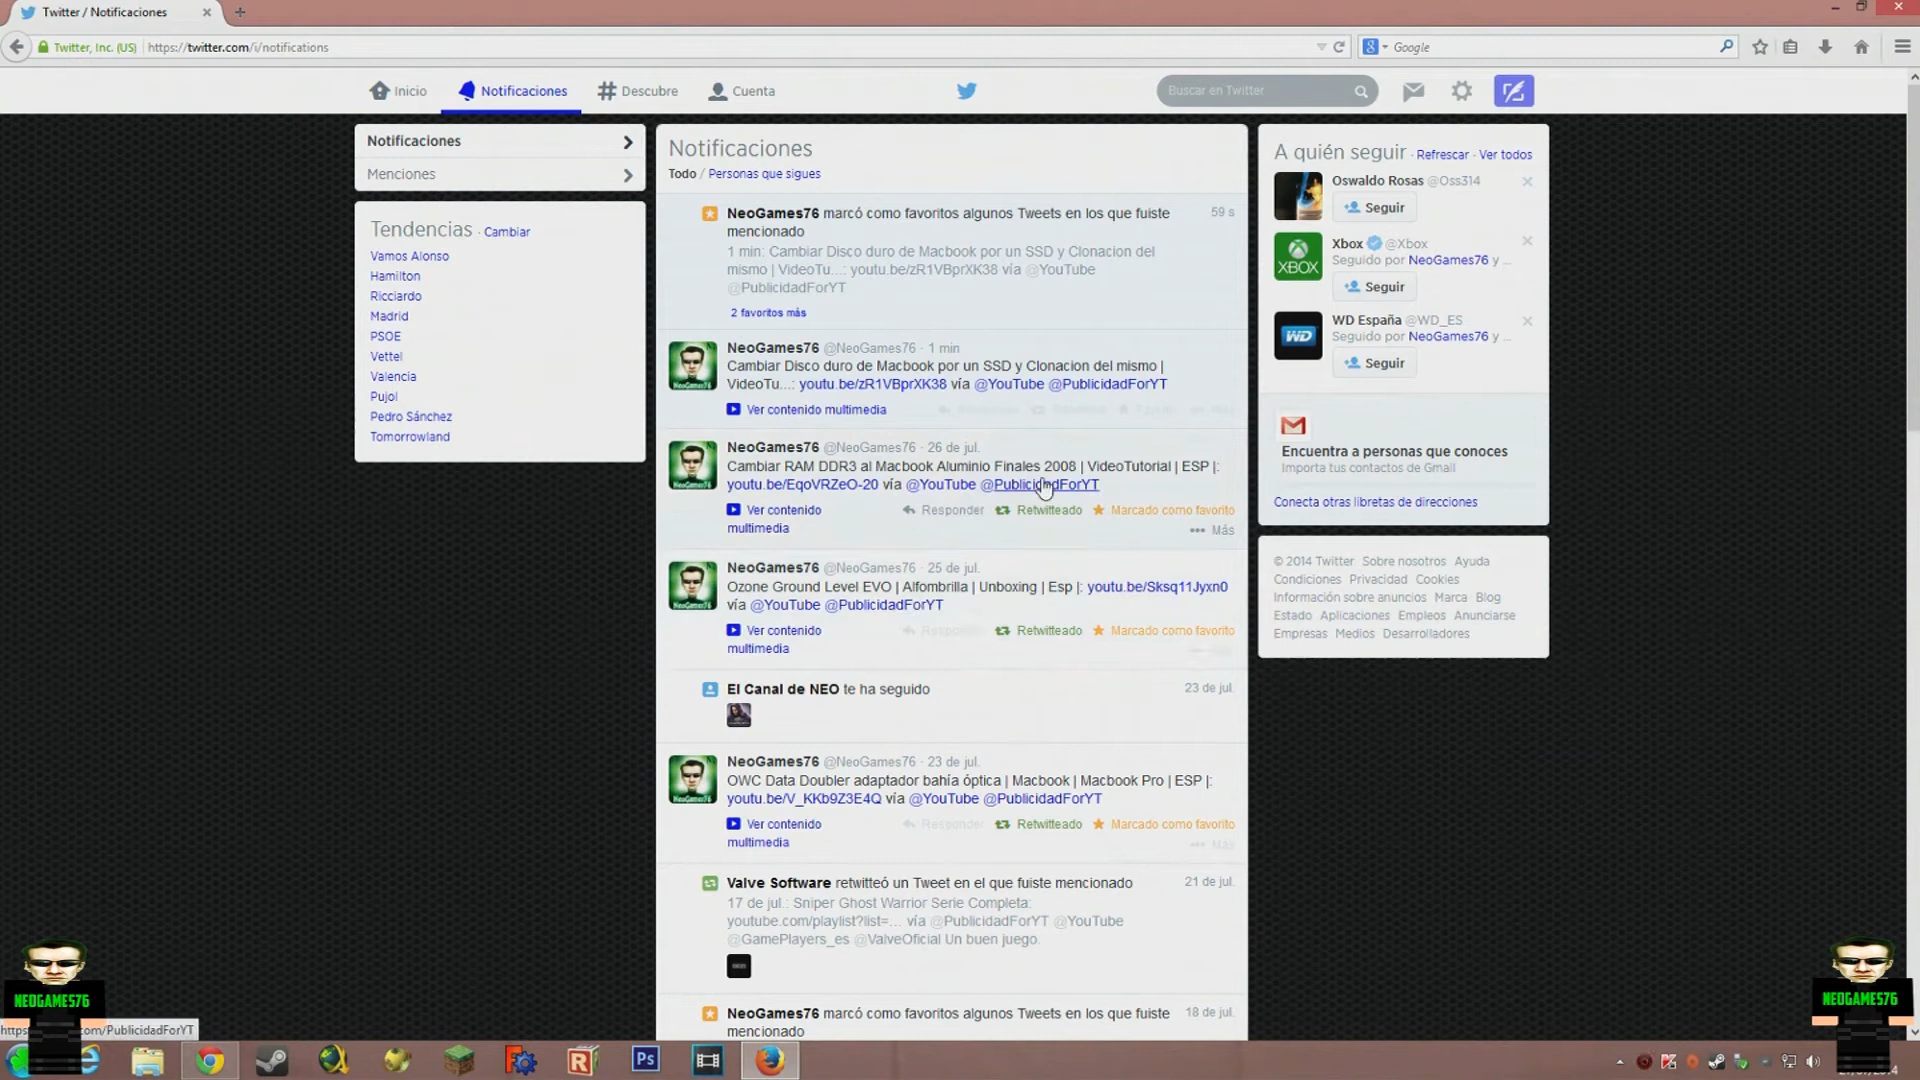 Twitter / Notificaciones
Twitter, Inc. (US) https://twitter.com/i/notifications
Google
Inicio Notificaciones Descubre Cuenta
Buscar en Twitter
Notificaciones
Menciones
Tendencias · Cambiar
Vamos Alonso
Hamilton
Ricciardo
Madrid
PSOE
Vettel
Valencia
Pujol
Pedro Sánchez
Tomorrowland
Notificaciones
Todo / Personas que sigues
NeoGames76 marcó como favoritos algunos Tweets en los que fuiste 59 s
mencionado
1 min: Cambiar Disco duro de Macbook por un SSD y Clonacion del
mismo | VideoTu...: youtu.be/zR1VBprXK38 vía @YouTube
@PublicidadForYT
2 favoritos más
NeoGames76 @NeoGames76 · 1 min
Cambiar Disco duro de Macbook por un SSD y Clonacion del mismo |
VideoTu...: youtu.be/zR1VBprXK38 vía @YouTube @PublicidadForYT
Ver contenido multimedia
NeoGames76 @NeoGames76 · 26 de jul.
Cambiar RAM DDR3 al Macbook Aluminio Finales 2008 | VideoTutorial | ESP |:
youtu.be/EqoVRZeO-20 vía @YouTube @PublicidadForYT
Ver contenido multimedia Responder Retwitteado Marcado como favorito
Más
NeoGames76 @NeoGames76 · 25 de jul.
Ozone Ground Level EVO | Alfombrilla | Unboxing | Esp |: youtu.be/Sksq11Jyxn0
vía @YouTube @PublicidadForYT
Ver contenido multimedia Responder Retwitteado Marcado como favorito
El Canal de NEO te ha seguido 23 de jul.
NeoGames76 @NeoGames76 · 23 de jul.
OWC Data Doubler adaptador bahía óptica | Macbook | Macbook Pro | ESP |:
youtu.be/V_KKb9Z3E4Q vía @YouTube @PublicidadForYT
Ver contenido multimedia Responder Retwitteado Marcado como favorito
Más
Valve Software retwitteó un Tweet en el que fuiste mencionado 21 de jul.
17 de jul.: Sniper Ghost Warrior Serie Completa:
youtube.com/playlist?list=... vía @PublicidadForYT @YouTube
@GamePlayers_es @ValveOficial Un buen juego.
NeoGames76 marcó como favoritos algunos Tweets en los que fuiste 18 de jul.
mencionado
A quién seguir · Refrescar · Ver todos
Oswaldo Rosas @Oss314
Seguir
XBOX
Xbox @Xbox
Seguido por NeoGames76 y ...
Seguir
WD
WD España @WD_ES
Seguido por NeoGames76 y ...
Seguir
Encuentra a personas que conoces
Importa tus contactos de Gmail
Conecta otras libretas de direcciones
© 2014 Twitter Sobre nosotros Ayuda
Condiciones Privacidad Cookies
Información sobre anuncios Marca Blog
Estado Aplicaciones Empleos Anunciarse
Empresas Medios Desarrolladores
NEOGAMES76
NEOGAMES76
https com/PublicidadForYT
Ps